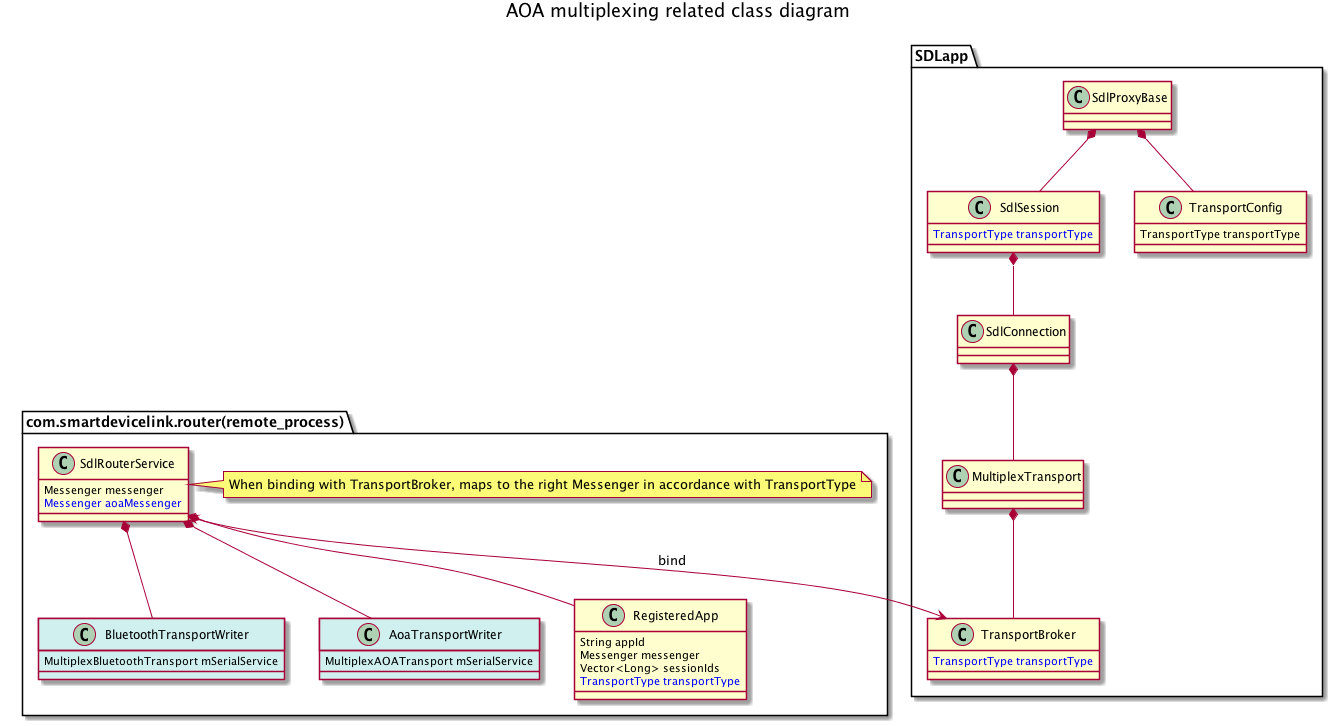 AOA multiplexing related class diagram
SDLapp
C SdlProxyBase
C SdlSession
TransportType transportType
C TransportConfig
TransportType transportType
C SdlConnection
C MultiplexTransport
com.smartdevicelink.router(remote_process)
C SdlRouterService
Messenger messenger
Messenger aoaMessenger
When binding with TransportBroker, maps to the right Messenger in accordance with TransportType
bind
C BluetoothTransportWriter
MultiplexBluetoothTransport mSerialService
C AoaTransportWriter
MultiplexAOATransport mSerialService
C RegisteredApp
String appId
Messenger messenger
Vector<Long> sessionIds
TransportType transportType
C TransportBroker
TransportType transportType